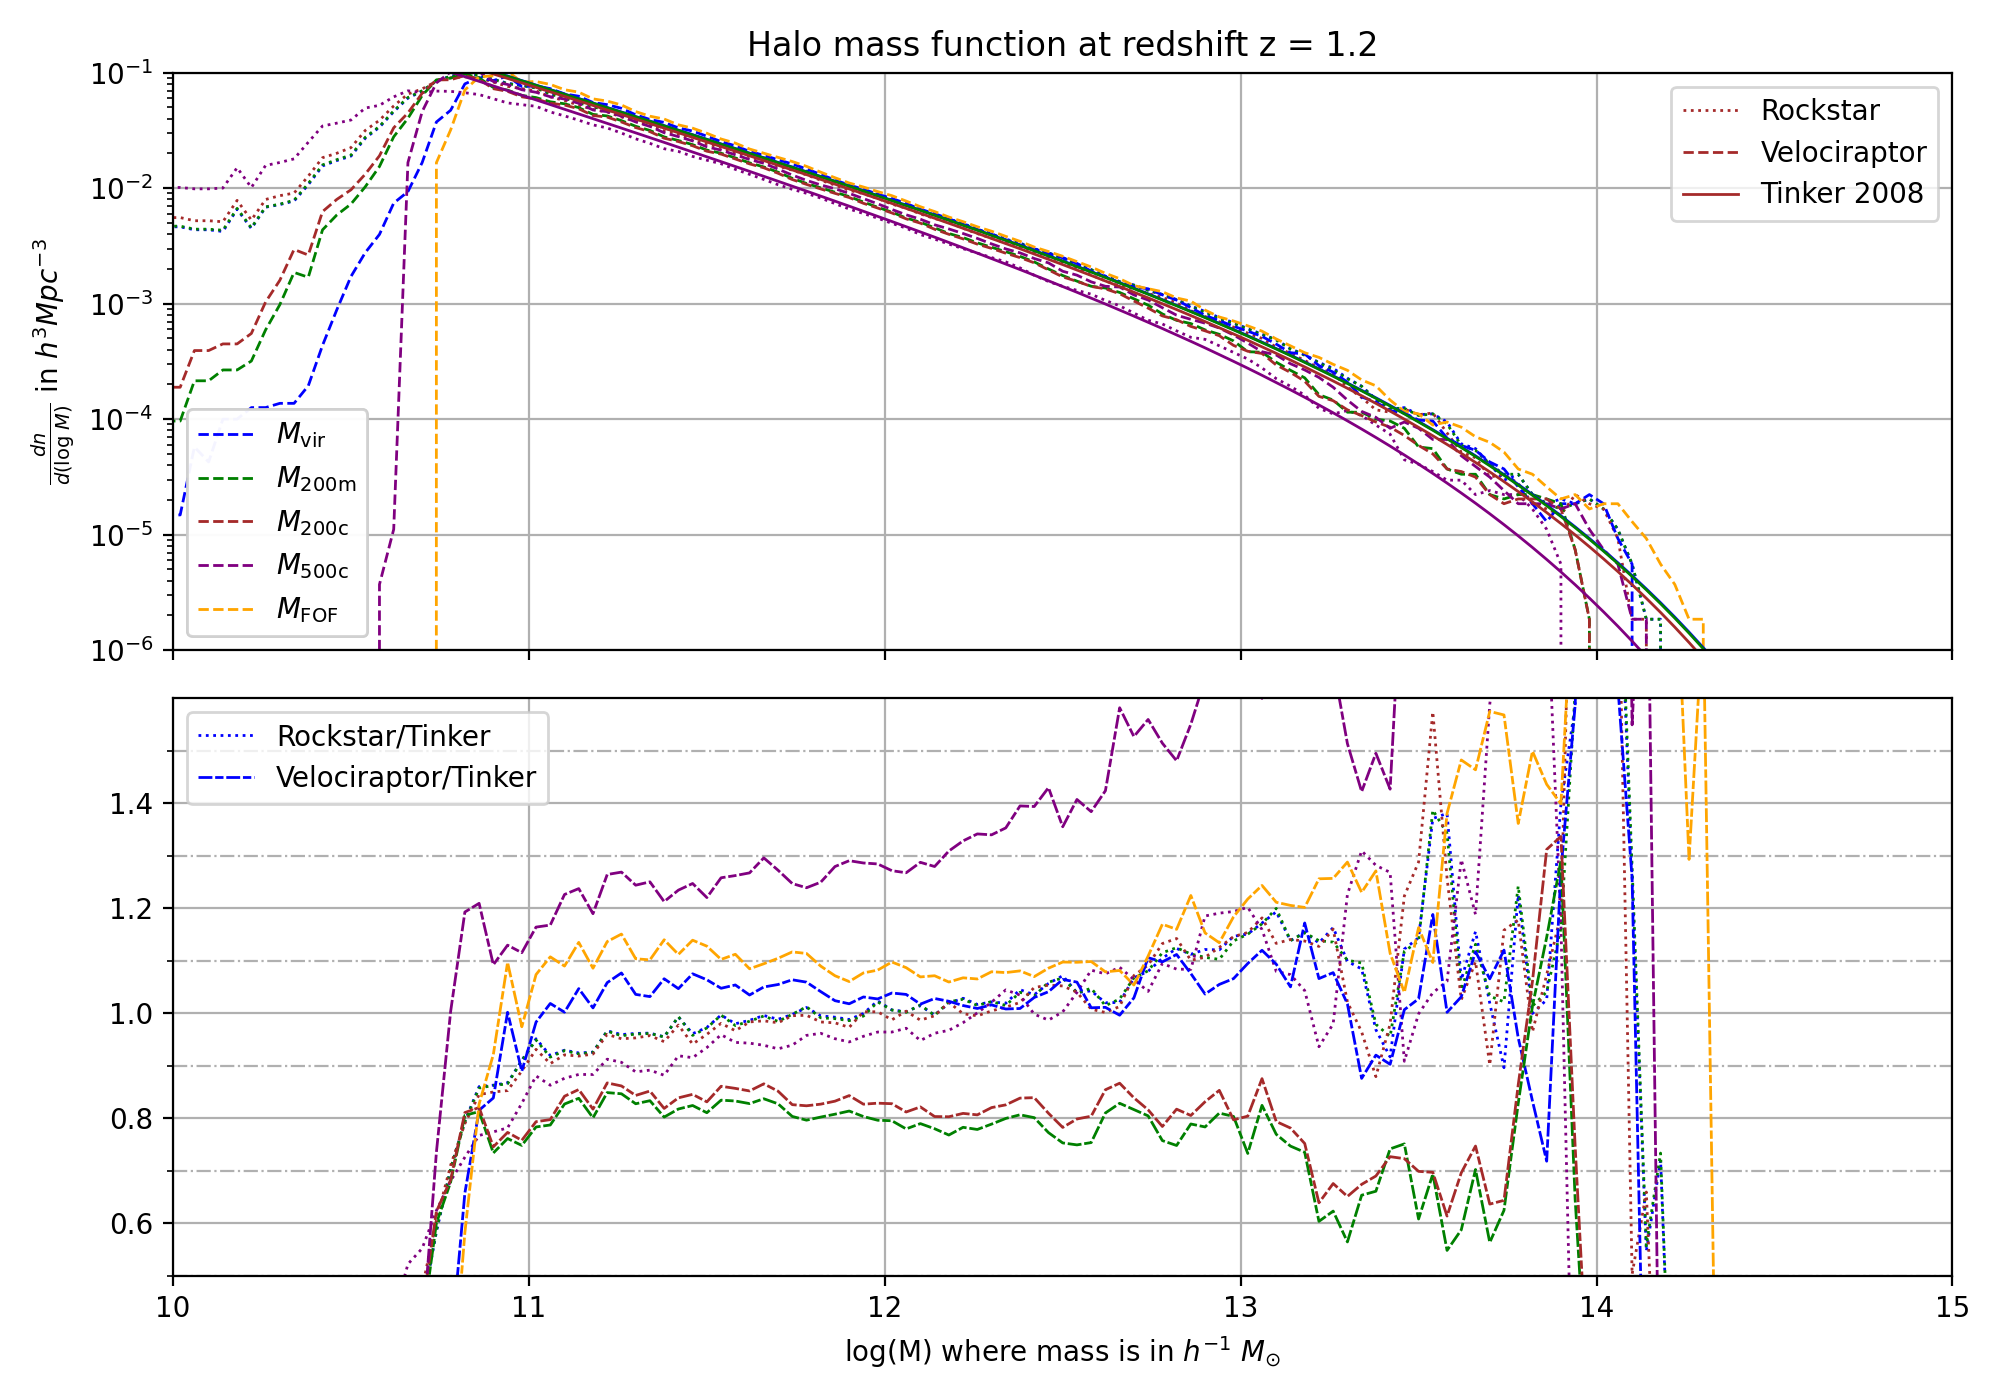 Halo mass function at redshift z = 1.2
10⁻¹
10⁻²
10⁻³
10⁻⁴
10⁻⁵
10⁻⁶
dn/d(log M) in h³Mpc⁻³
Rockstar
Velociraptor
Tinker 2008
M_vir
M_200m
M_200c
M_500c
M_FOF
Rockstar/Tinker
Velociraptor/Tinker
1.4
1.2
1.0
0.8
0.6
10 11 12 13 14 15
log(M) where mass is in h⁻¹ M_⊙